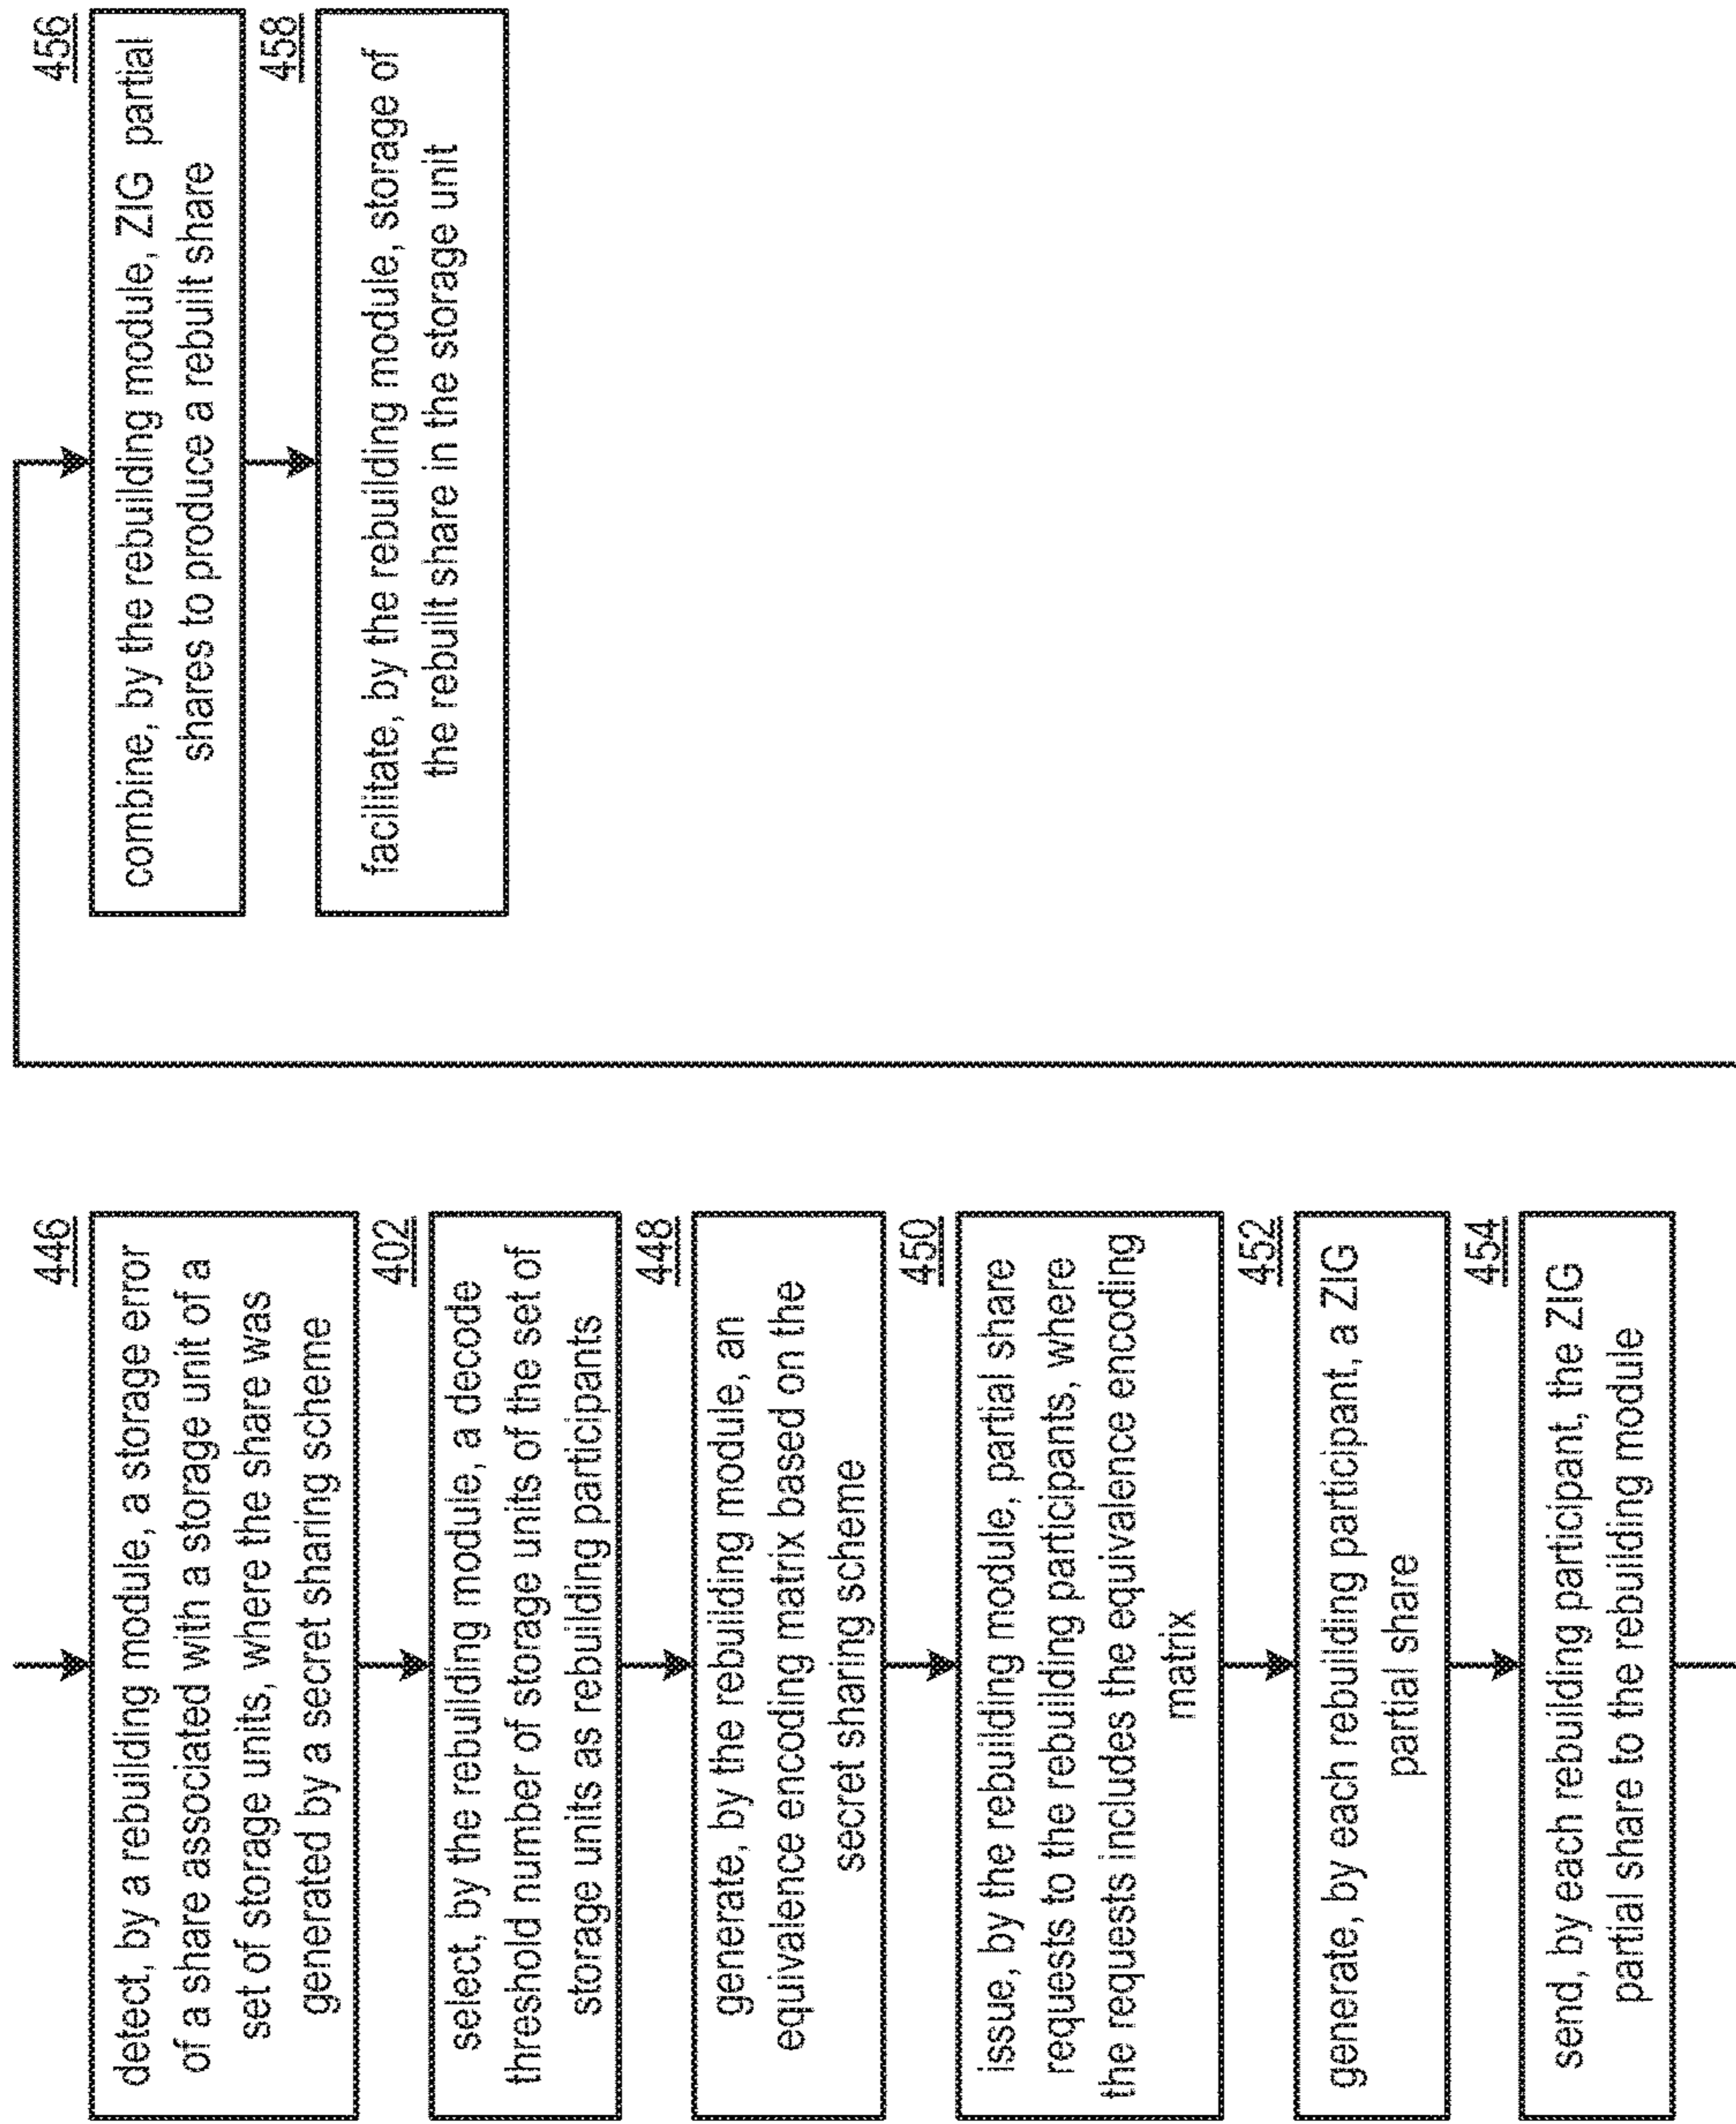 446
detect, by a rebuilding module, a storage error
of a share associated with a storage unit of a
set of storage units, where the share was
generated by a secret sharing scheme
402
select, by the rebuilding module, a decode
threshold number of storage units of the set of
storage units as rebuilding participants
448
generate, by the rebuilding module, an
equivalence encoding matrix based on the
secret sharing scheme
450
issue, by the rebuilding module, partial share
requests to the rebuilding participants, where
the requests includes the equivalence encoding
matrix
452
generate, by each rebuilding participant, a ZIG
partial share
454
send, by each rebuilding participant, the ZIG
partial share to the rebuilding module
456
combine, by the rebuilding module, ZIG partial
shares to produce a rebuilt share
458
facilitate, by the rebuilding module, storage of
the rebuilt share in the storage unit